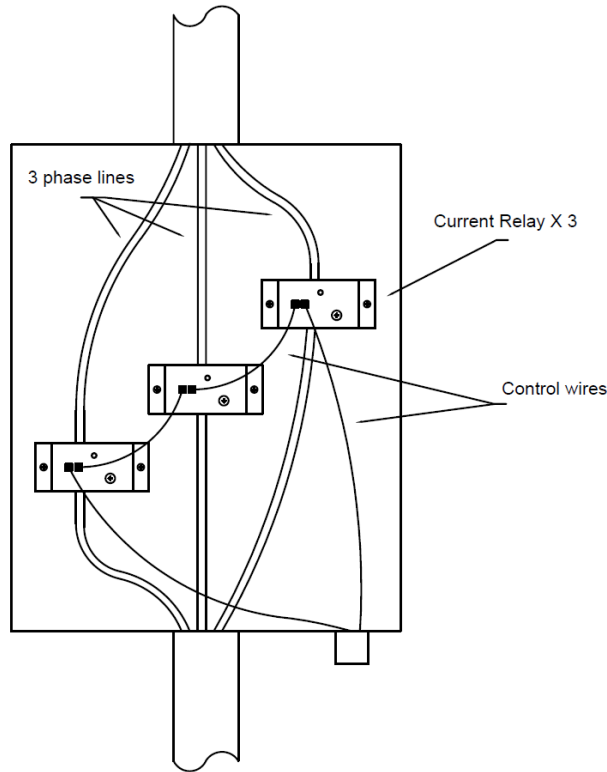 3 phase lines
Current Relay X 3
Control wires